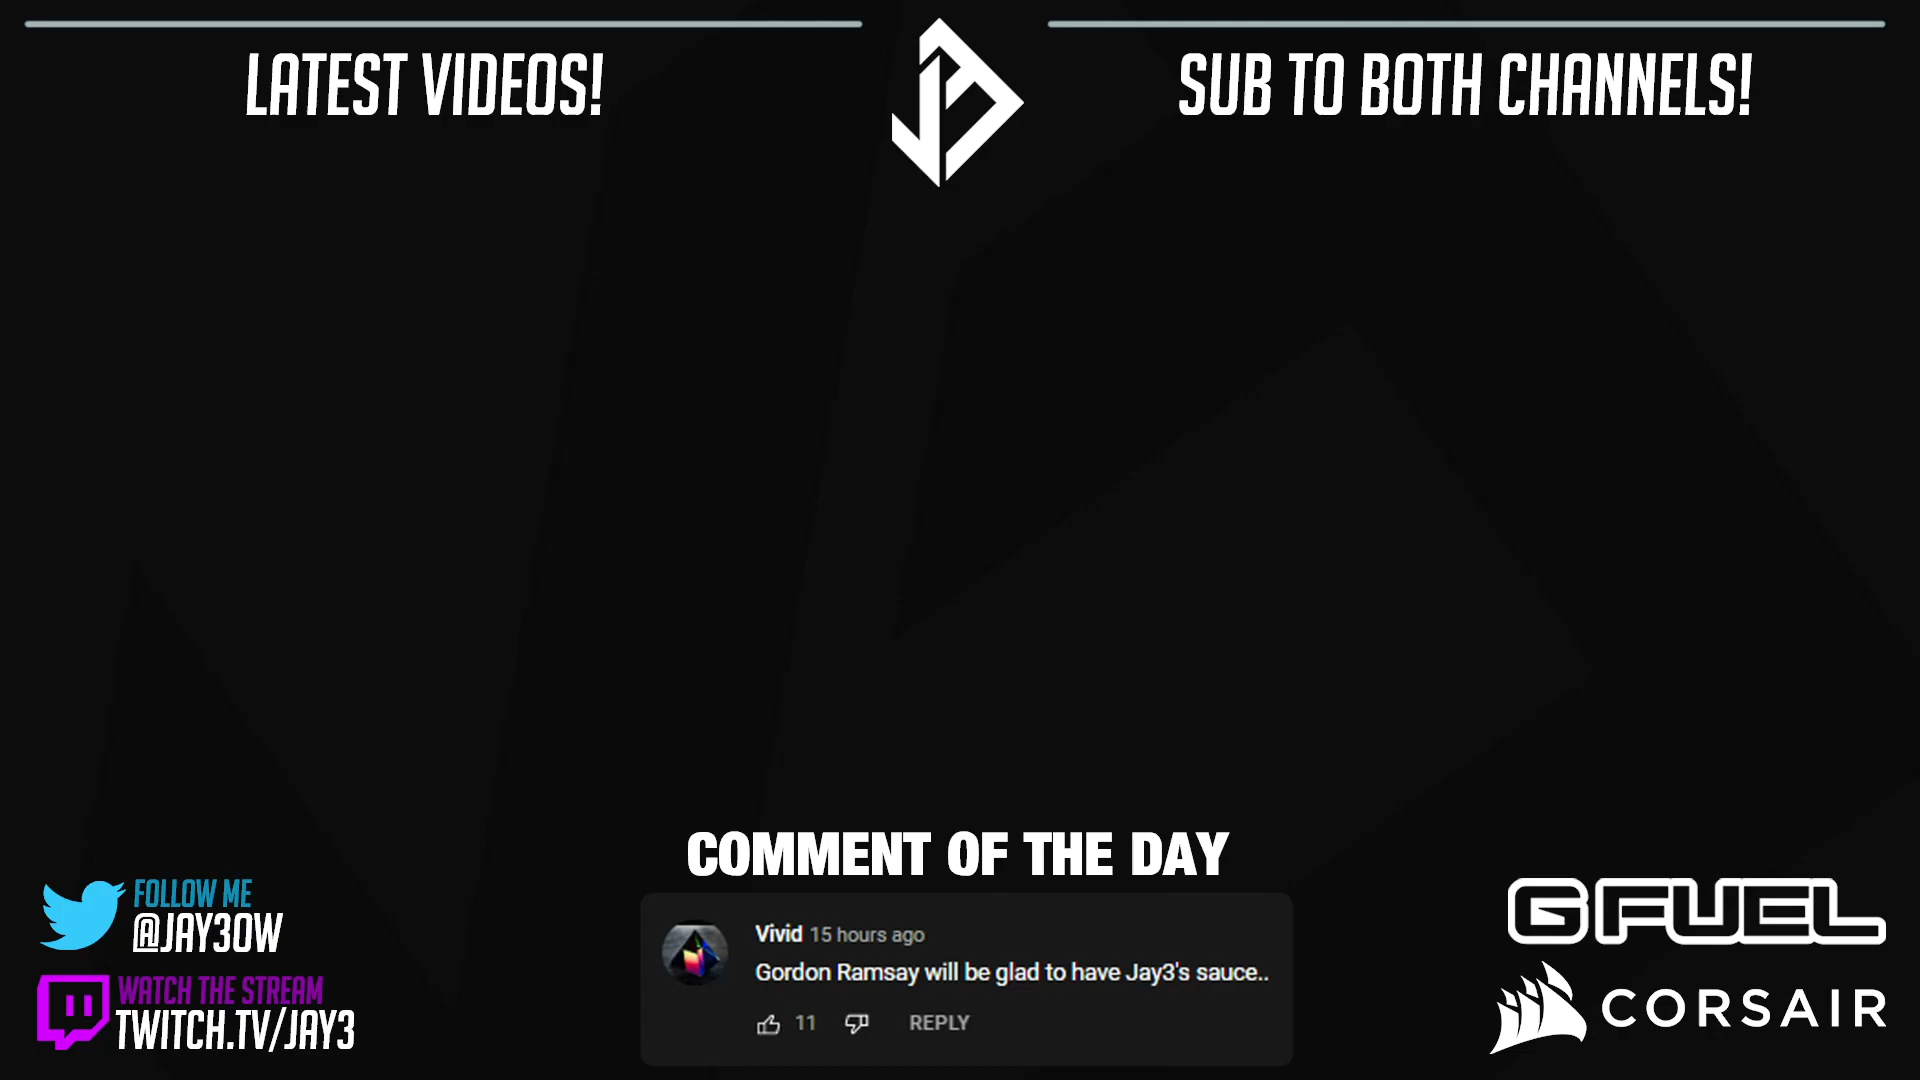 LATEST VIDEOS!
SUB TO BOTH CHANNELS!
COMMENT OF THE DAY
Vivid 15 hours ago
Gordon Ramsay will be glad to have Jay3's sauce..
11 REPLY
FOLLOW ME
@JAY3OW
WATCH THE STREAM
TWITCH.TV/JAY3
G FUEL
CORSAIR